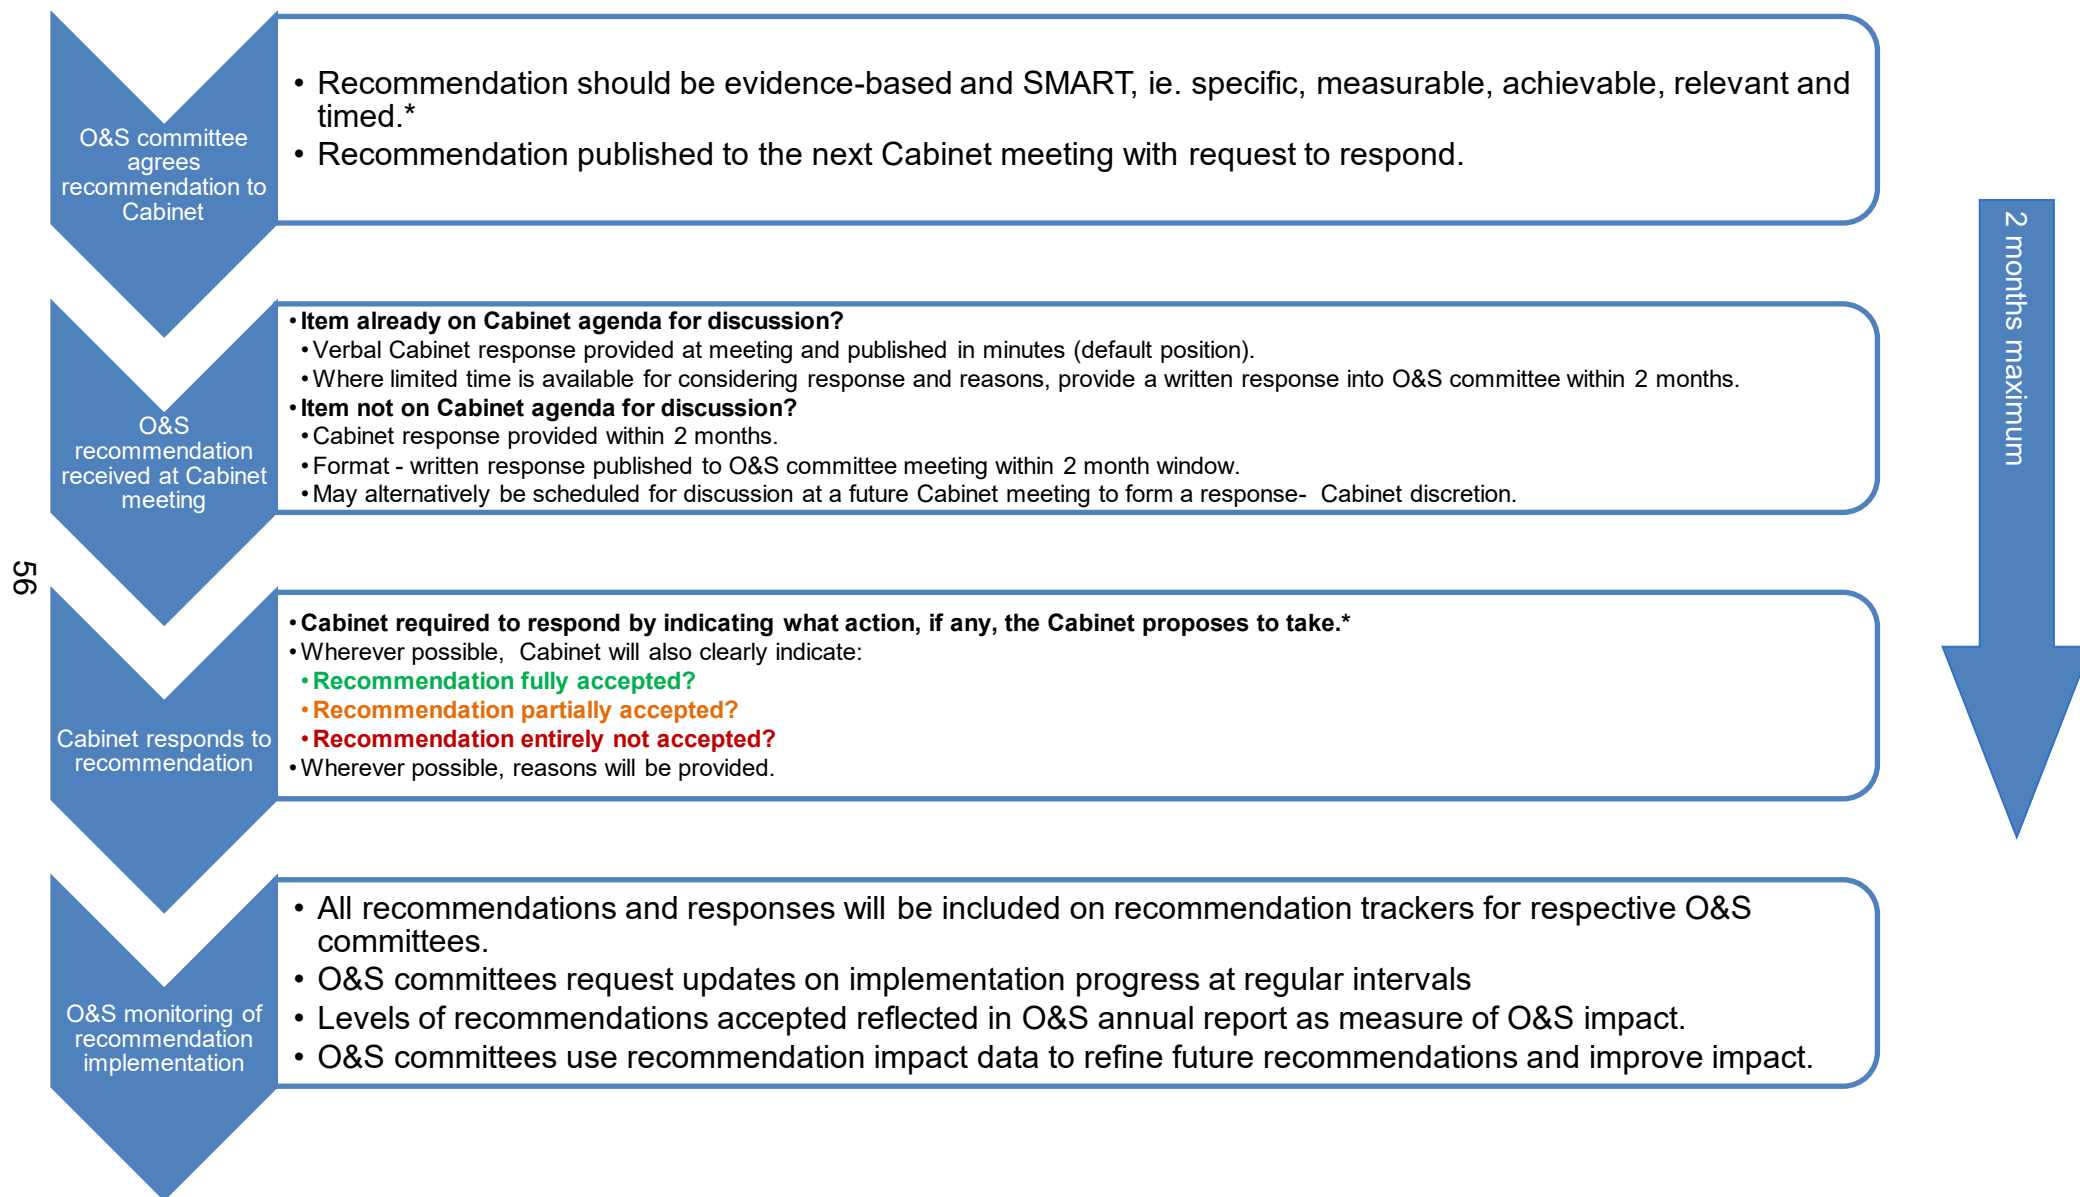 O&S committee
agrees
recommendation to
Cabinet
• Recommendation should be evidence-based and SMART, ie. specific, measurable, achievable, relevant and
timed.*
• Recommendation published to the next Cabinet meeting with request to respond.
2 months maximum
O&S
recommendation
received at Cabinet
meeting
• Item already on Cabinet agenda for discussion?
• Verbal Cabinet response provided at meeting and published in minutes (default position).
• Where limited time is available for considering response and reasons, provide a written response into O&S committee within 2 months.
• Item not on Cabinet agenda for discussion?
• Cabinet response provided within 2 months.
• Format - written response published to O&S committee meeting within 2 month window.
• May alternatively be scheduled for discussion at a future Cabinet meeting to form a response-  Cabinet discretion.
56
Cabinet responds to
recommendation
• Cabinet required to respond by indicating what action, if any, the Cabinet proposes to take.*
• Wherever possible,  Cabinet will also clearly indicate:
• Recommendation fully accepted?
• Recommendation partially accepted?
• Recommendation entirely not accepted?
• Wherever possible, reasons will be provided.
O&S monitoring of
recommendation
implementation
• All recommendations and responses will be included on recommendation trackers for respective O&S
committees.
• O&S committees request updates on implementation progress at regular intervals
• Levels of recommendations accepted reflected in O&S annual report as measure of O&S impact.
• O&S committees use recommendation impact data to refine future recommendations and improve impact.